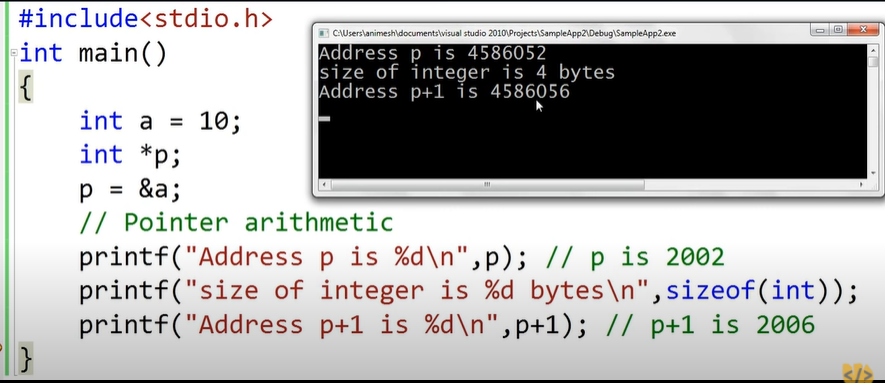 #include<stdio.h>
int main()
{
int a = 10;
int *p;
p = &a;
// Pointer arithmetic
printf("Address p is %d\n",p); // p is 2002
printf("size of integer is %d bytes\n",sizeof(int));
printf("Address p+1 is %d\n",p+1); // p+1 is 2006
}
C:\Users\animesh\documents\visual studio 2010\Projects\SampleApp2\Debug\SampleApp2.exe
Address p is 4586052
size of integer is 4 bytes
Address p+1 is 4586056
</>